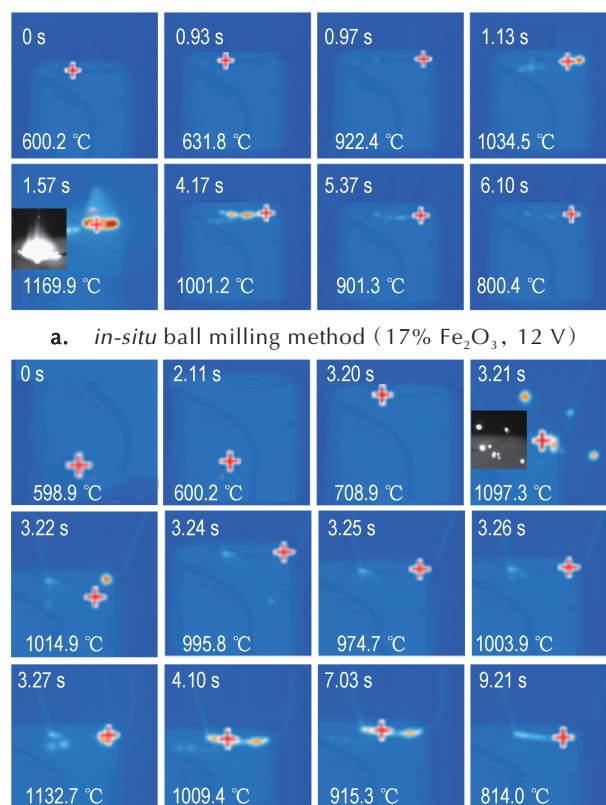 0 s 0.93 s 0.97 s 1.13 s
600.2 ℃ 631.8 ℃ 922.4 ℃ 1034.5 ℃
1.57 s 4.17 s 5.37 s 6.10 s
1169.9 ℃ 1001.2 ℃ 901.3 ℃ 800.4 ℃
a. in-situ ball milling method (17% Fe₂O₃, 12 V)
0 s 2.11 s 3.20 s 3.21 s
598.9 ℃ 600.2 ℃ 708.9 ℃ 1097.3 ℃
3.22 s 3.24 s 3.25 s 3.26 s
1014.9 ℃ 995.8 ℃ 974.7 ℃ 1003.9 ℃
3.27 s 4.10 s 7.03 s 9.21 s
1132.7 ℃ 1009.4 ℃ 915.3 ℃ 814.0 ℃